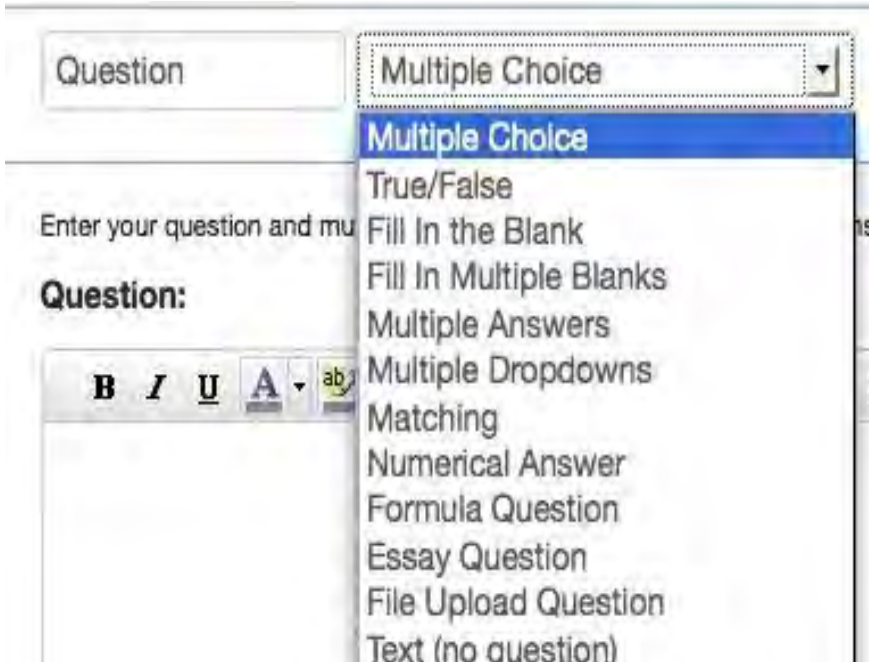 Question
Multiple Choice
Multiple Choice
True/False
Fill In the Blank
Fill In Multiple Blanks
Multiple Answers
Multiple Dropdowns
Matching
Numerical Answer
Formula Question
Essay Question
File Upload Question
Text (no question)
Enter your question and
Question:
B I U A ab